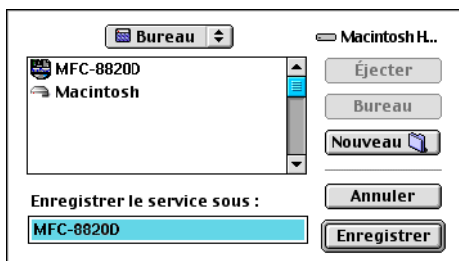 Bureau
Macintosh H...
MFC-8820D
Macintosh
Éjecter
Bureau
Nouveau
Enregistrer le service sous :
MFC-8820D
Annuler
Enregistrer